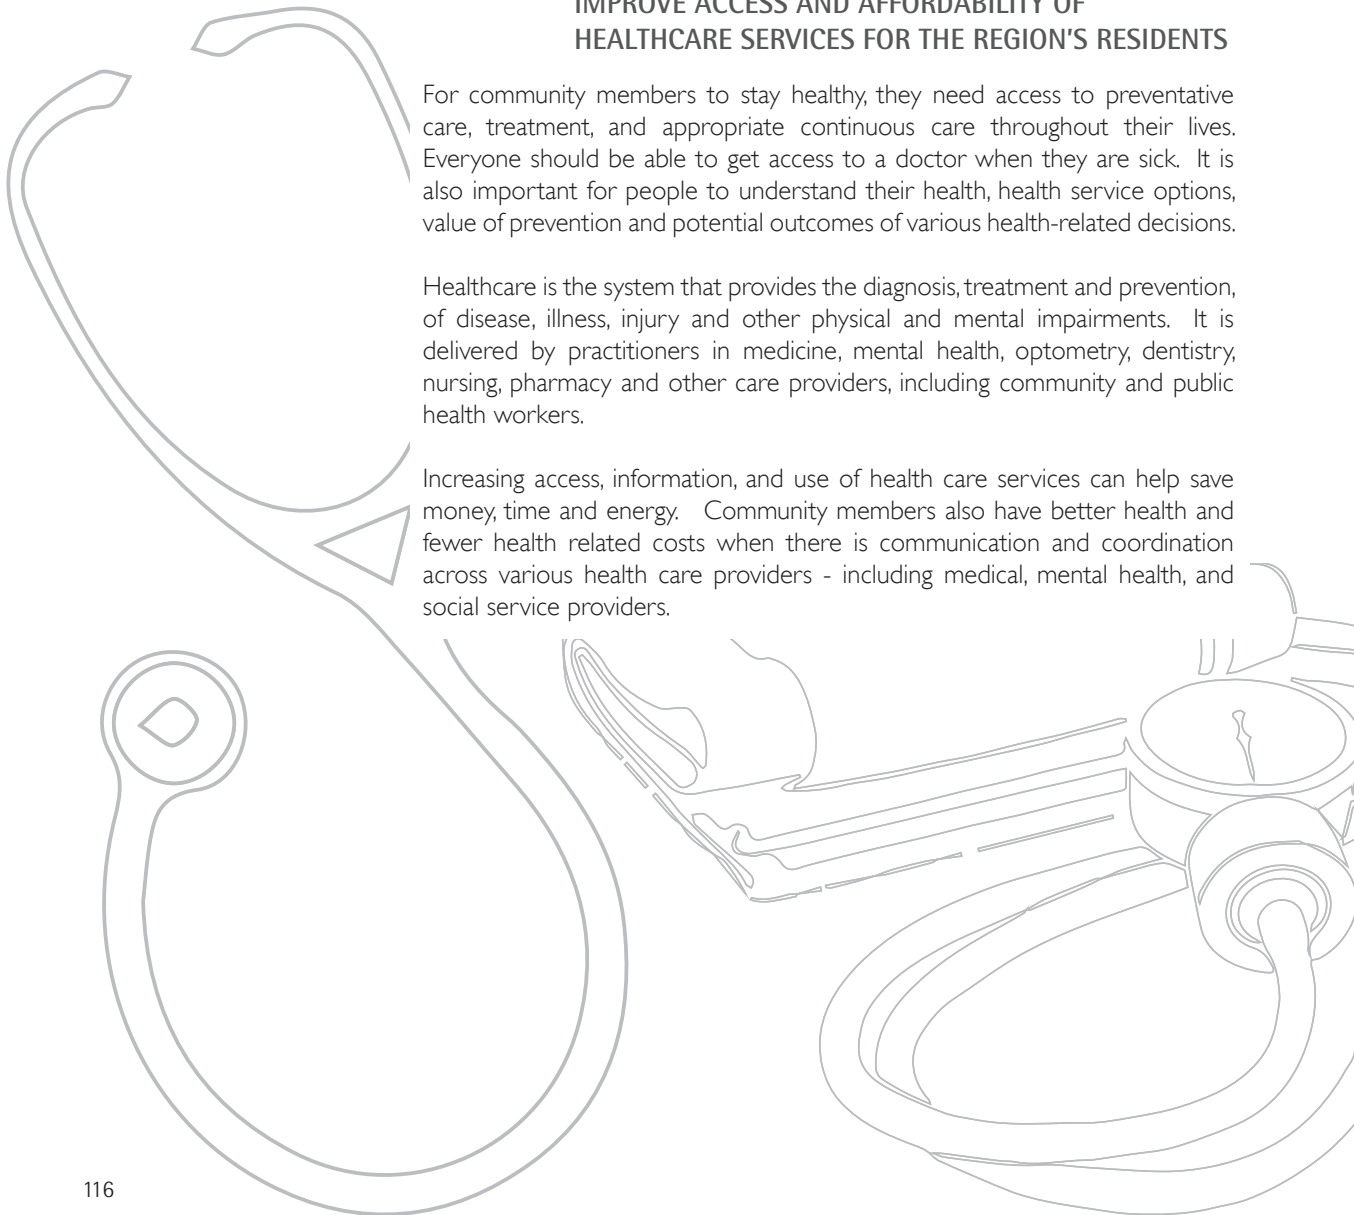 IMPROVE ACCESS AND AFFORDABILITY OF
HEALTHCARE SERVICES FOR THE REGION'S RESIDENTS
For community members to stay healthy, they need access to preventative
care, treatment, and appropriate continuous care throughout their lives.
Everyone should be able to get access to a doctor when they are sick. It is
also important for people to understand their health, health service options,
value of prevention and potential outcomes of various health-related decisions.
Healthcare is the system that provides the diagnosis, treatment and prevention,
of disease, illness, injury and other physical and mental impairments. It is
delivered by practitioners in medicine, mental health, optometry, dentistry,
nursing, pharmacy and other care providers, including community and public
health workers.
Increasing access, information, and use of health care services can help save
money, time and energy. Community members also have better health and
fewer health related costs when there is communication and coordination
across various health care providers - including medical, mental health, and
social service providers.
116